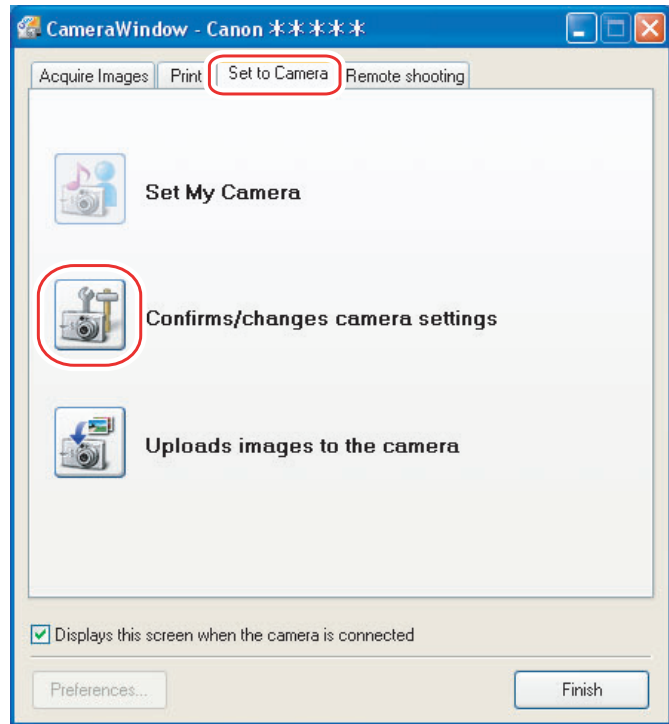 CameraWindow - Canon *****
Acquire Images Print Set to Camera Remote shooting
Set My Camera
Confirms/changes camera settings
Uploads images to the camera
Displays this screen when the camera is connected
Preferences... Finish